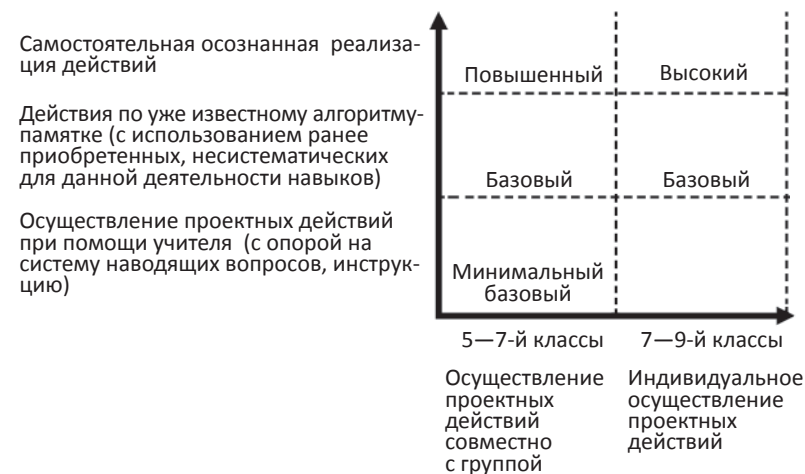 Самостоятельная осознанная реализа-
ция действий
Повышенный
Высокий
Действия по уже известному алгоритму-
памятке (с использованием ранее
приобретенных, несистематических
для данной деятельности навыков)
Базовый
Базовый
Осуществление проектных действий
при помощи учителя (с опорой на
систему наводящих вопросов, инструк-
цию)
Минимальный
базовый
5—7-й классы
7—9-й классы
Осуществление
проектных
действий
совместно
с группой
Индивидуальное
осуществление
проектных
действий